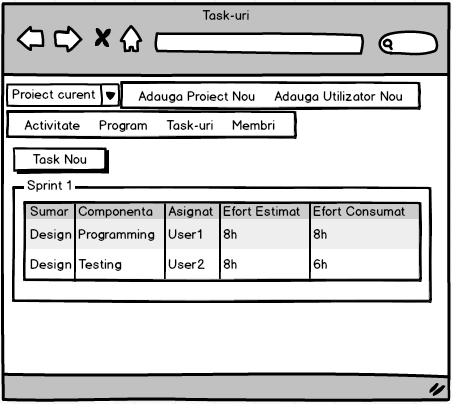 Task-uri
Proiect curent Adauga Proiect Nou Adauga Utilizator Nou
Activitate Program Task-uri Membri
Task Nou
Sprint 1
Sumar Componenta Asignat Efort Estimat Efort Consumat
Design Programming User1 8h 8h
Design Testing User2 8h 6h